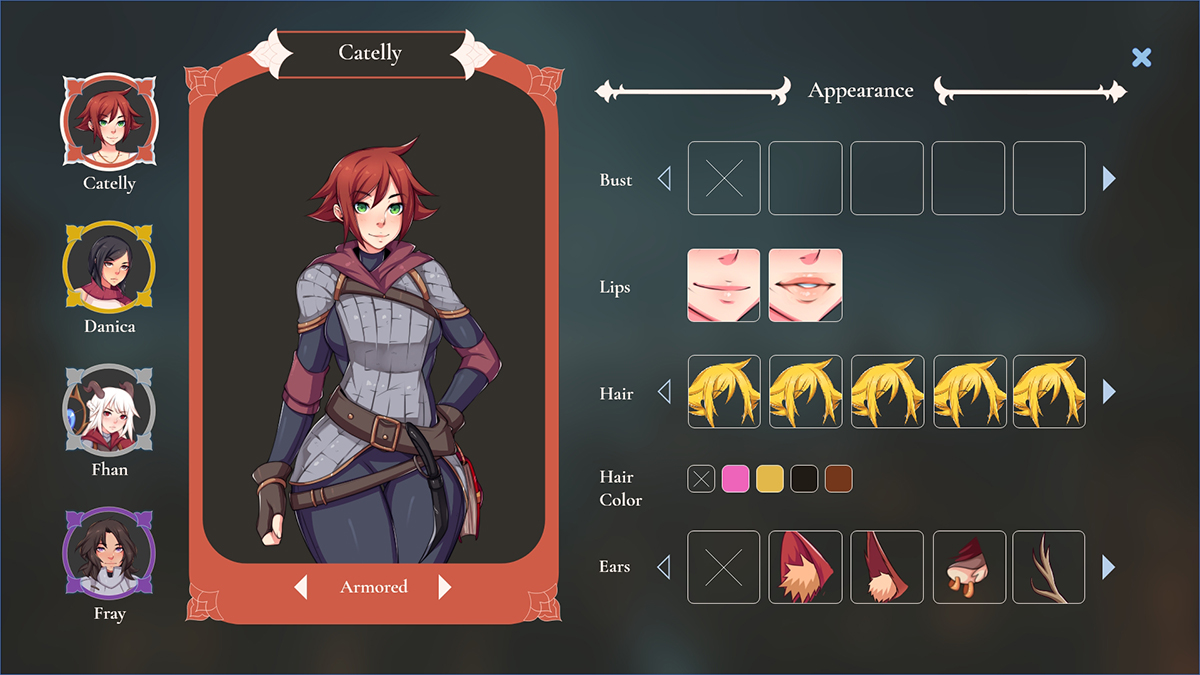 Catelly
Appearance
Catelly
Danica
Fhan
Fray
Armored
Bust
Lips
Hair
Hair
Color
Ears